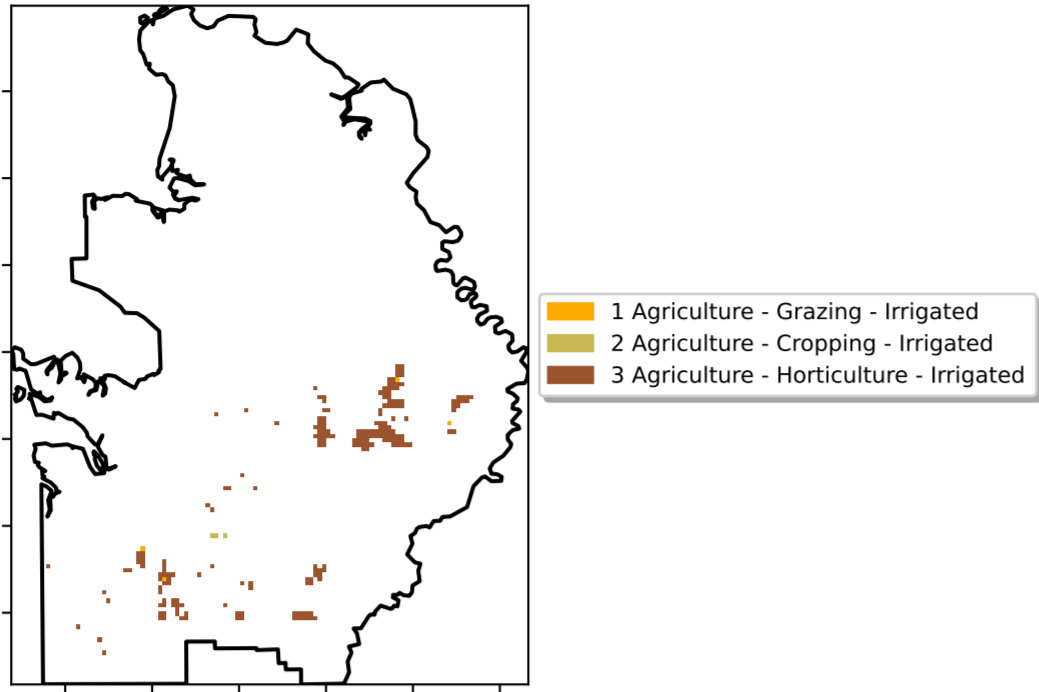 1 Agriculture - Grazing - Irrigated
2 Agriculture - Cropping - Irrigated
3 Agriculture - Horticulture - Irrigated